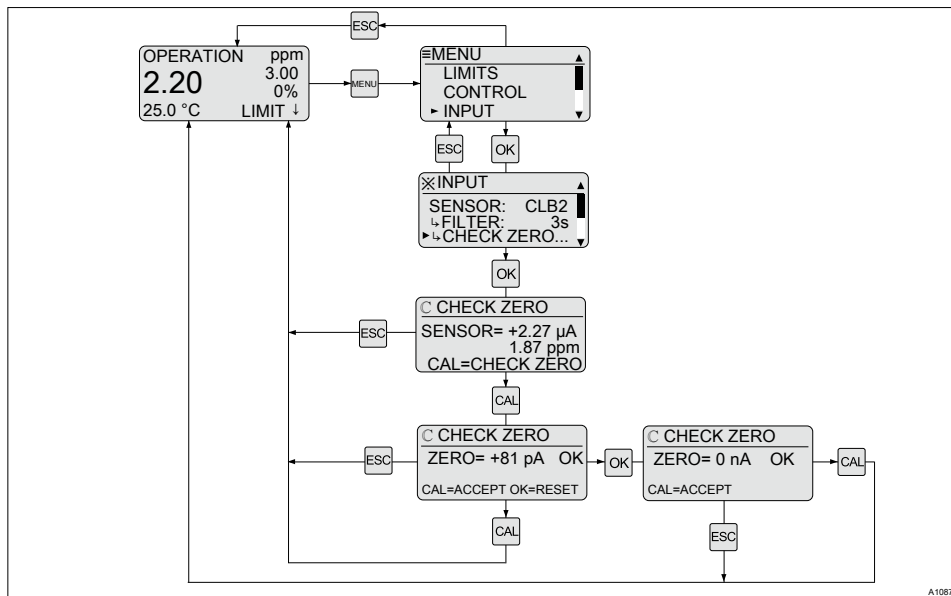 ESC
OPERATION ppm
2.20 3.00
0%
25.0 °C LIMIT ↓
MENU
≡MENU ▲
LIMITS
CONTROL
► INPUT ▼
ESC
OK
※INPUT ▲
SENSOR: CLB2
↳FILTER: 3s
►↳CHECK ZERO... ▼
OK
ℂ CHECK ZERO
SENSOR= +2.27 µA
1.87 ppm
CAL=CHECK ZERO
ESC
CAL
ℂ CHECK ZERO
ZERO= +81 pA OK
CAL=ACCEPT OK=RESET
ESC
OK
ℂ CHECK ZERO
ZERO= 0 nA OK
CAL=ACCEPT
CAL
CAL
ESC
A1087